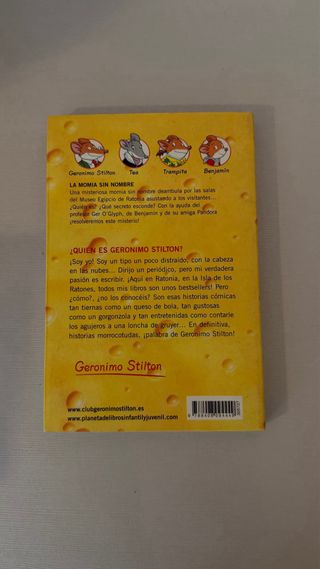 Geronimo Stilton Tea Trampita Benjamín
LA MOMIA SIN NOMBRE
Una misteriosa momia sin nombre deambula por las salas
del Museo Egipcio de Ratonia asustando a los visitantes...
¿Quién es? ¿Qué secreto esconde? Con la ayuda del
profesor Ger O'Glyph, de Benjamín y de su amiga Pandora
¡resolveremos este misterio!
¿QUIÉN ES GERONIMO STILTON?
¡Soy yo! Soy un tipo un poco distraído, con la cabeza
en las nubes... Dirijo un periódico, pero mi verdadera
pasión es escribir. ¡Aquí en Ratonia, en la Isla de los
Ratones, todos mis libros son unos bestsellers! Pero
¿cómo?, ¿no los conocéis? Son esas historias cómicas
tan tiernas como un queso de bola, tan gustosas
como un gorgonzola y tan entretenidas como contarle
los agujeros a una loncha de gruyer... En definitiva,
historias morrocotudas, ¡palabra de Geronimo Stilton!
Geronimo Stilton
www.clubgeronimostilton.es
www.planetadelibrosinfantilyjuvenil.com